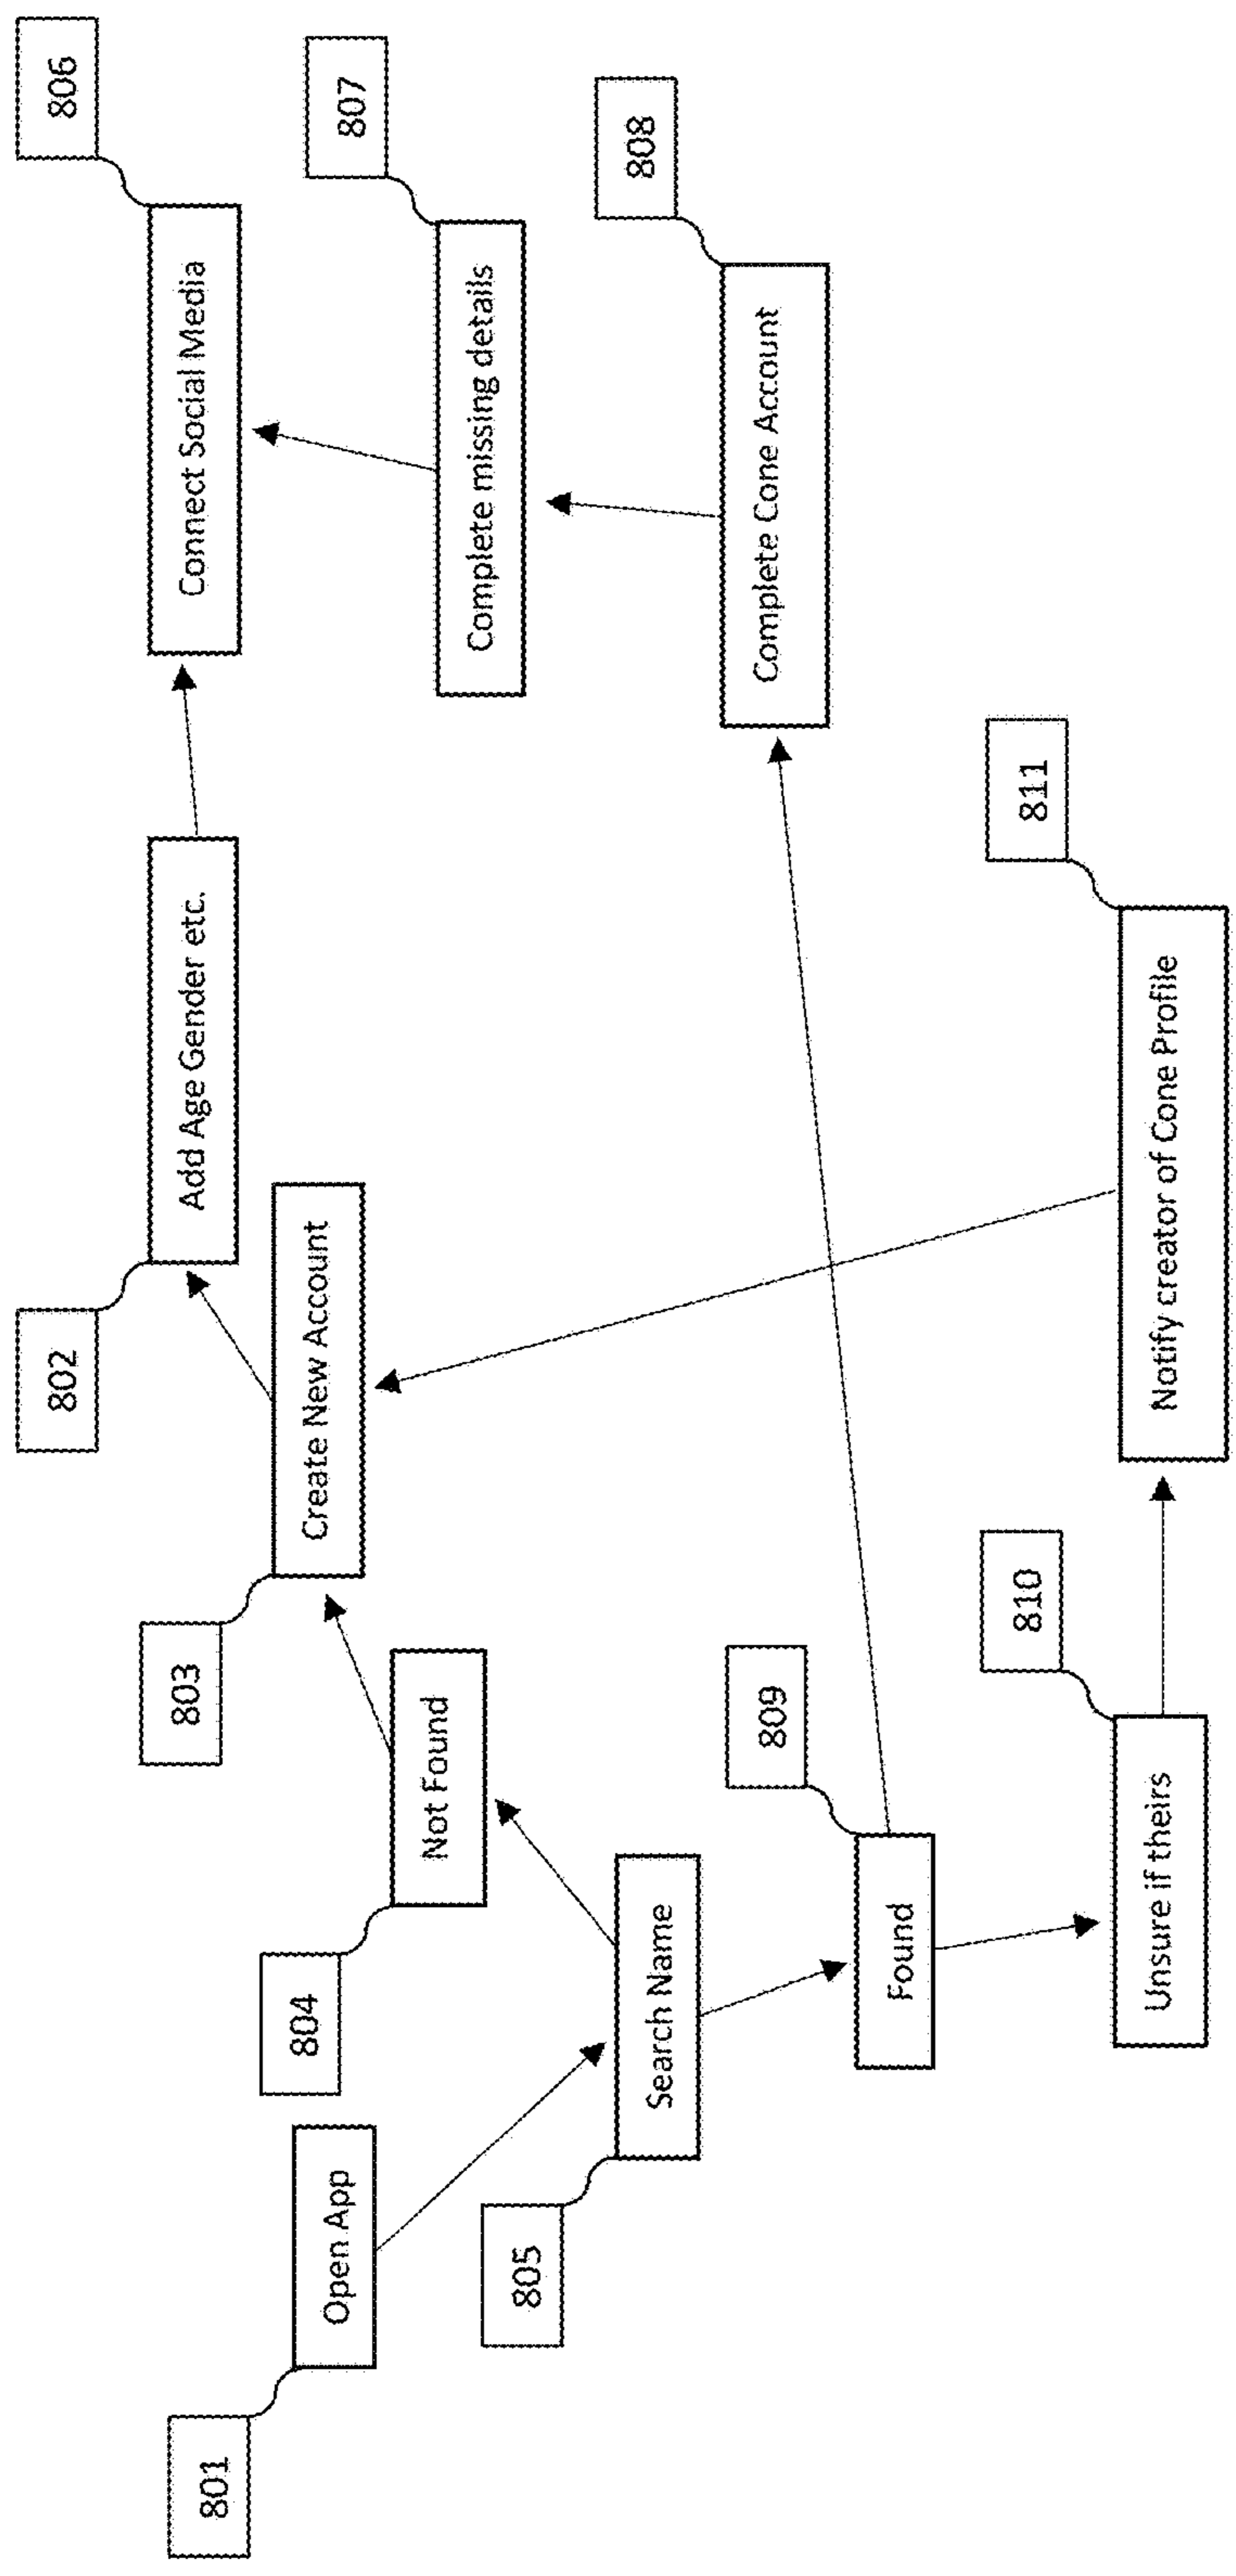 801
Open App
805
Search Name
804
Not Found
803
Create New Account
802
Add Age Gender etc.
806
Connect Social Media
807
Complete missing details
808
Complete Cone Account
809
Found
810
Unsure if theirs
811
Notify creator of Cone Profile